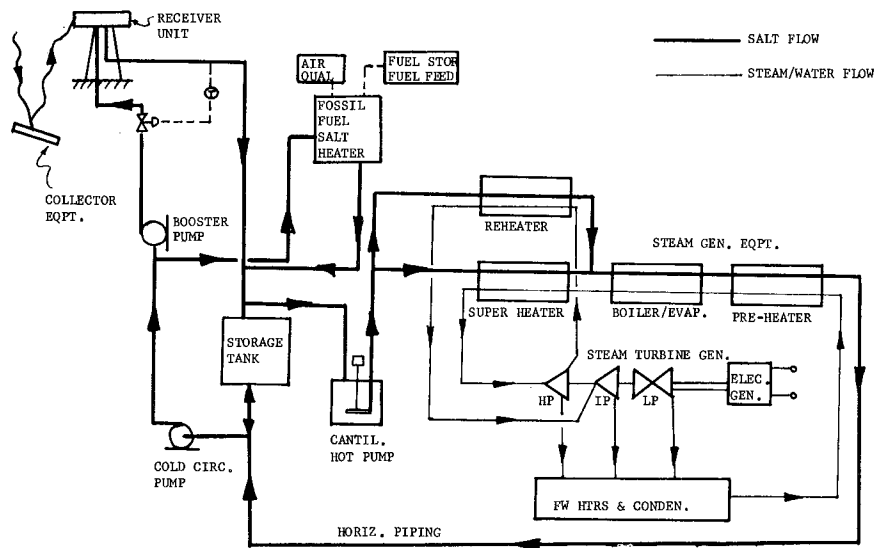 RECEIVER
UNIT
SALT FLOW
STEAM/WATER FLOW
AIR
QUAL
FUEL STOR
FUEL FEED
FOSSIL
FUEL
SALT
HEATER
COLLECTOR
EQPT.
BOOSTER
PUMP
REHEATER
STEAM GEN. EQPT.
SUPER HEATER
BOILER/EVAP.
PRE-HEATER
STORAGE
TANK
STEAM TURBINE GEN.
HP
IP
LP
ELEC.
GEN.
CANTIL.
HOT PUMP
COLD CIRC.
PUMP
FW HTRS & CONDEN.
HORIZ. PIPING